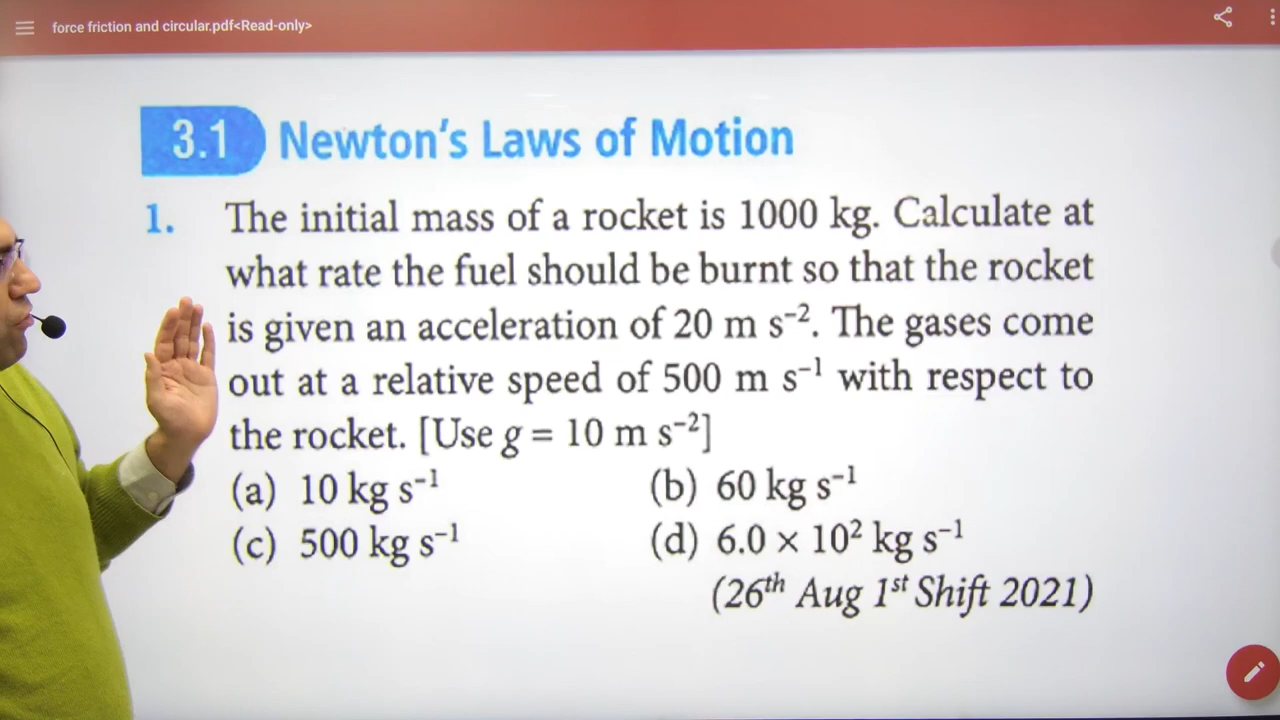 force friction and circular.pdf<Read-only>
3.1 Newton's Laws of Motion
1. The initial mass of a rocket is 1000 kg. Calculate at
what rate the fuel should be burnt so that the rocket
is given an acceleration of 20 m s⁻². The gases come
out at a relative speed of 500 m s⁻¹ with respect to
the rocket. [Use g = 10 m s⁻²]
(a) 10 kg s⁻¹ (b) 60 kg s⁻¹
(c) 500 kg s⁻¹ (d) 6.0 × 10² kg s⁻¹
(26th Aug 1st Shift 2021)